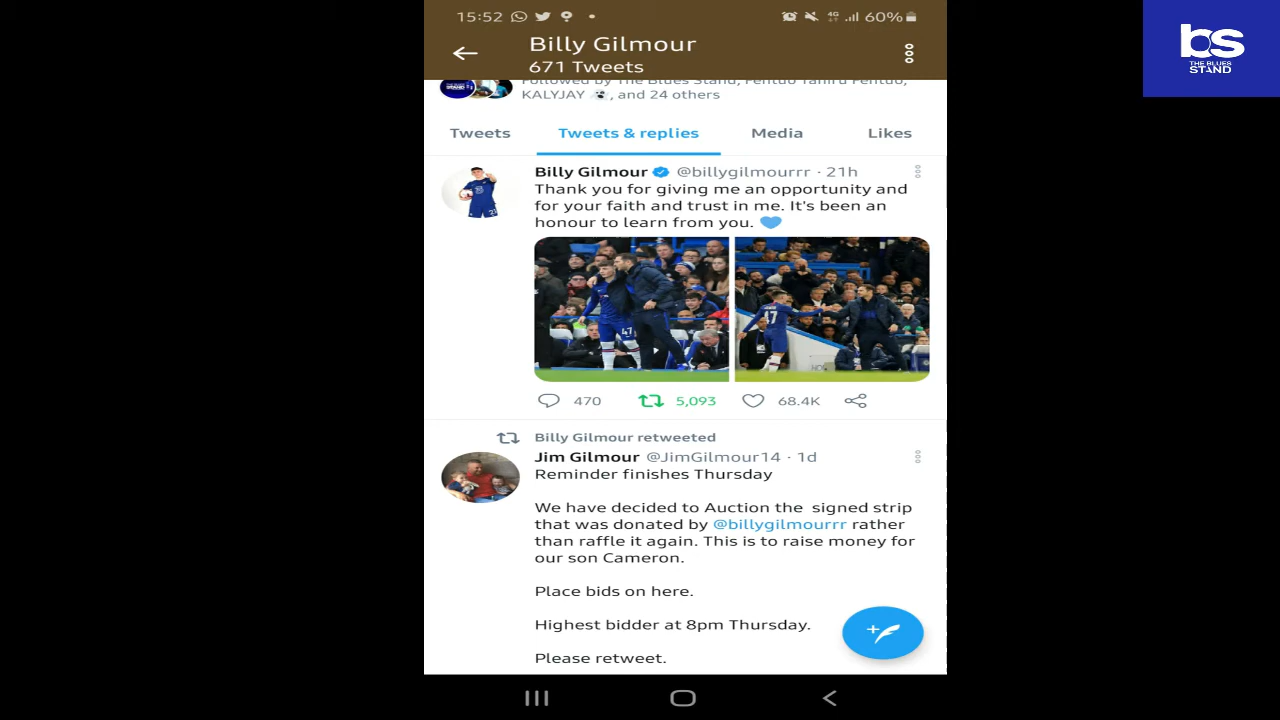 15:52
4G
60%
Billy Gilmour
671 Tweets
KALYJAY , and 24 others
Tweets
Tweets & replies
Media
Likes
Billy Gilmour @billygilmourrr · 21h
Thank you for giving me an opportunity and
for your faith and trust in me. It's been an
honour to learn from you.
47
47
470
5,093
68.4K
Billy Gilmour retweeted
Jim Gilmour @JimGilmour14 · 1d
Reminder finishes Thursday
We have decided to Auction the signed strip
that was donated by @billygilmourrr rather
than raffle it again. This is to raise money for
our son Cameron.
Place bids on here.
Highest bidder at 8pm Thursday.
Please retweet.
bs
THE BLUES
STAND